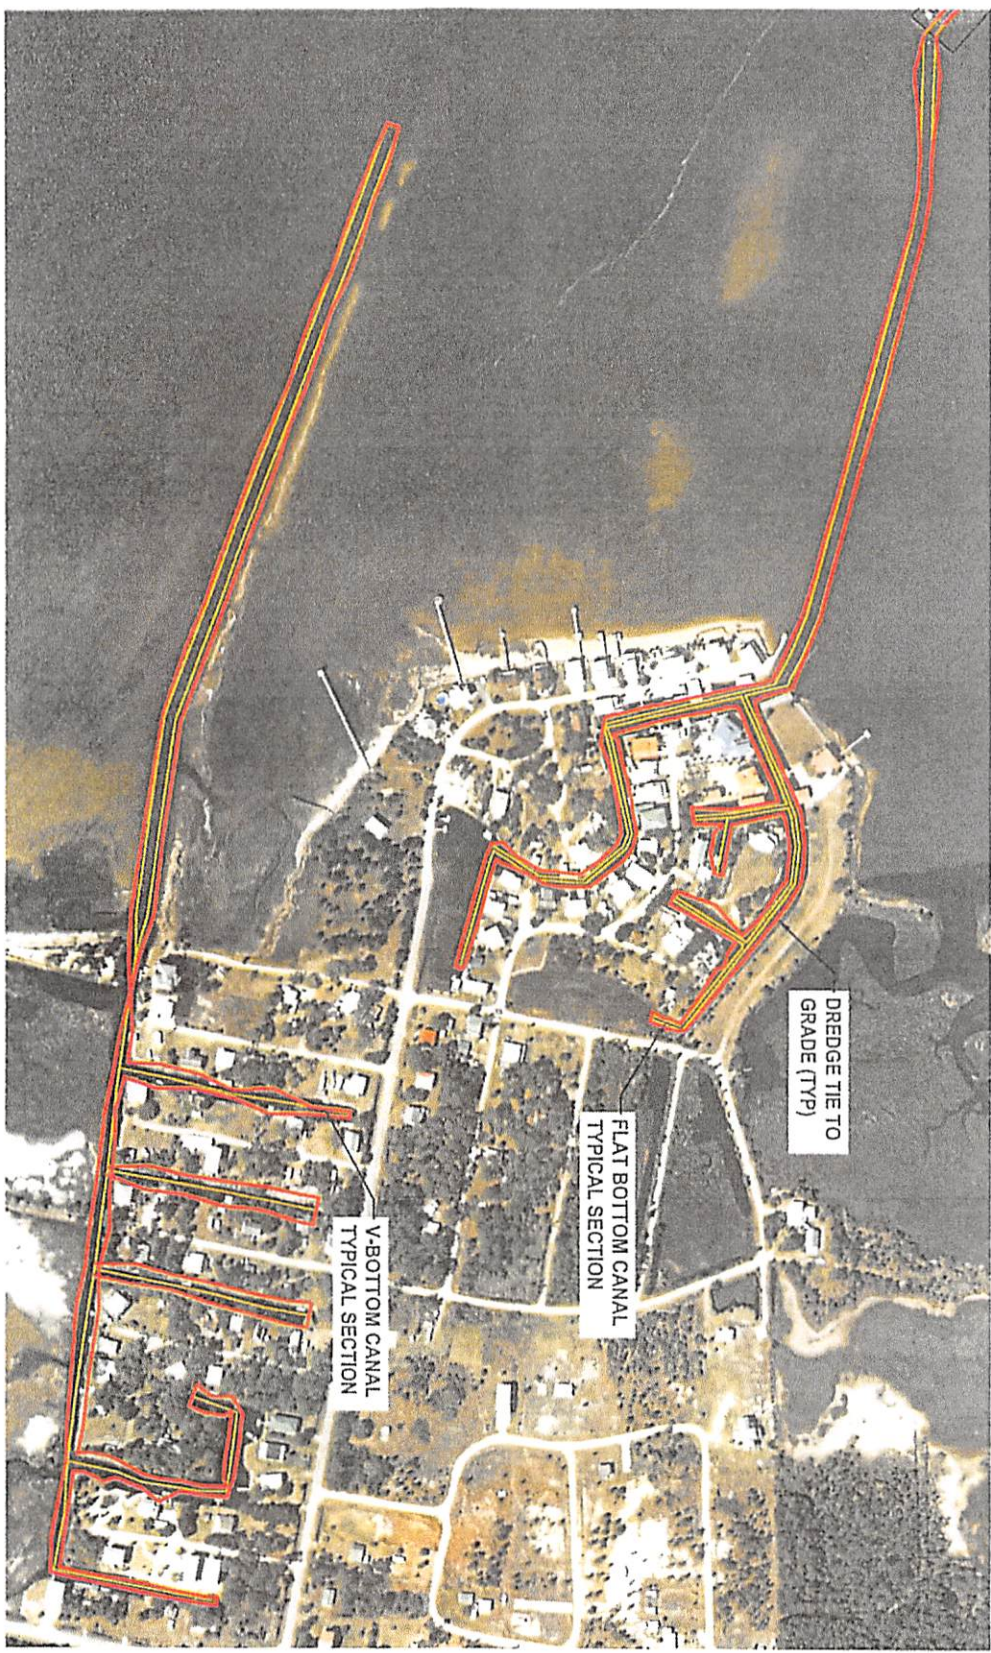 DREDGE TIE TO
GRADE (TYP)
FLAT BOTTOM CANAL
TYPICAL SECTION
V-BOTTOM CANAL
TYPICAL SECTION